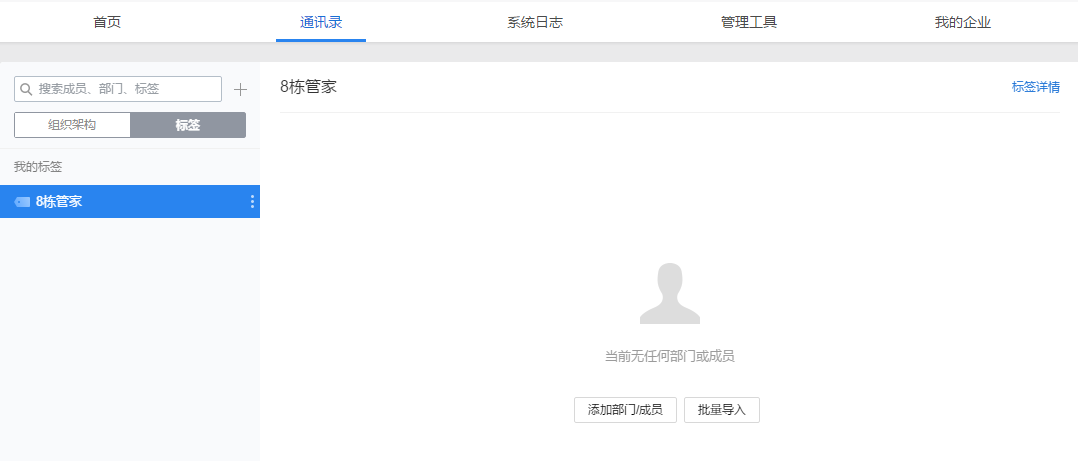 首页 通讯录 系统日志 管理工具 我的企业
搜索成员、部门、标签
组织架构 标签
我的标签
8栋管家
8栋管家 标签详情
当前无任何部门或成员
添加部门/成员 批量导入